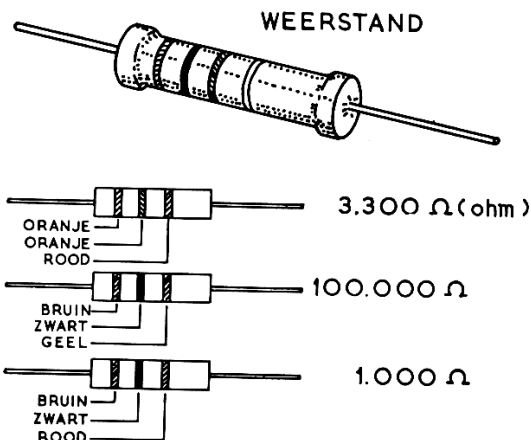 WEERSTAND
3.300 Ω (ohm)
ORANJE
ORANJE
ROOD
100.000 Ω
BRUIN
ZWART
GEEL
1.000 Ω
BRUIN
ZWART
ROOD